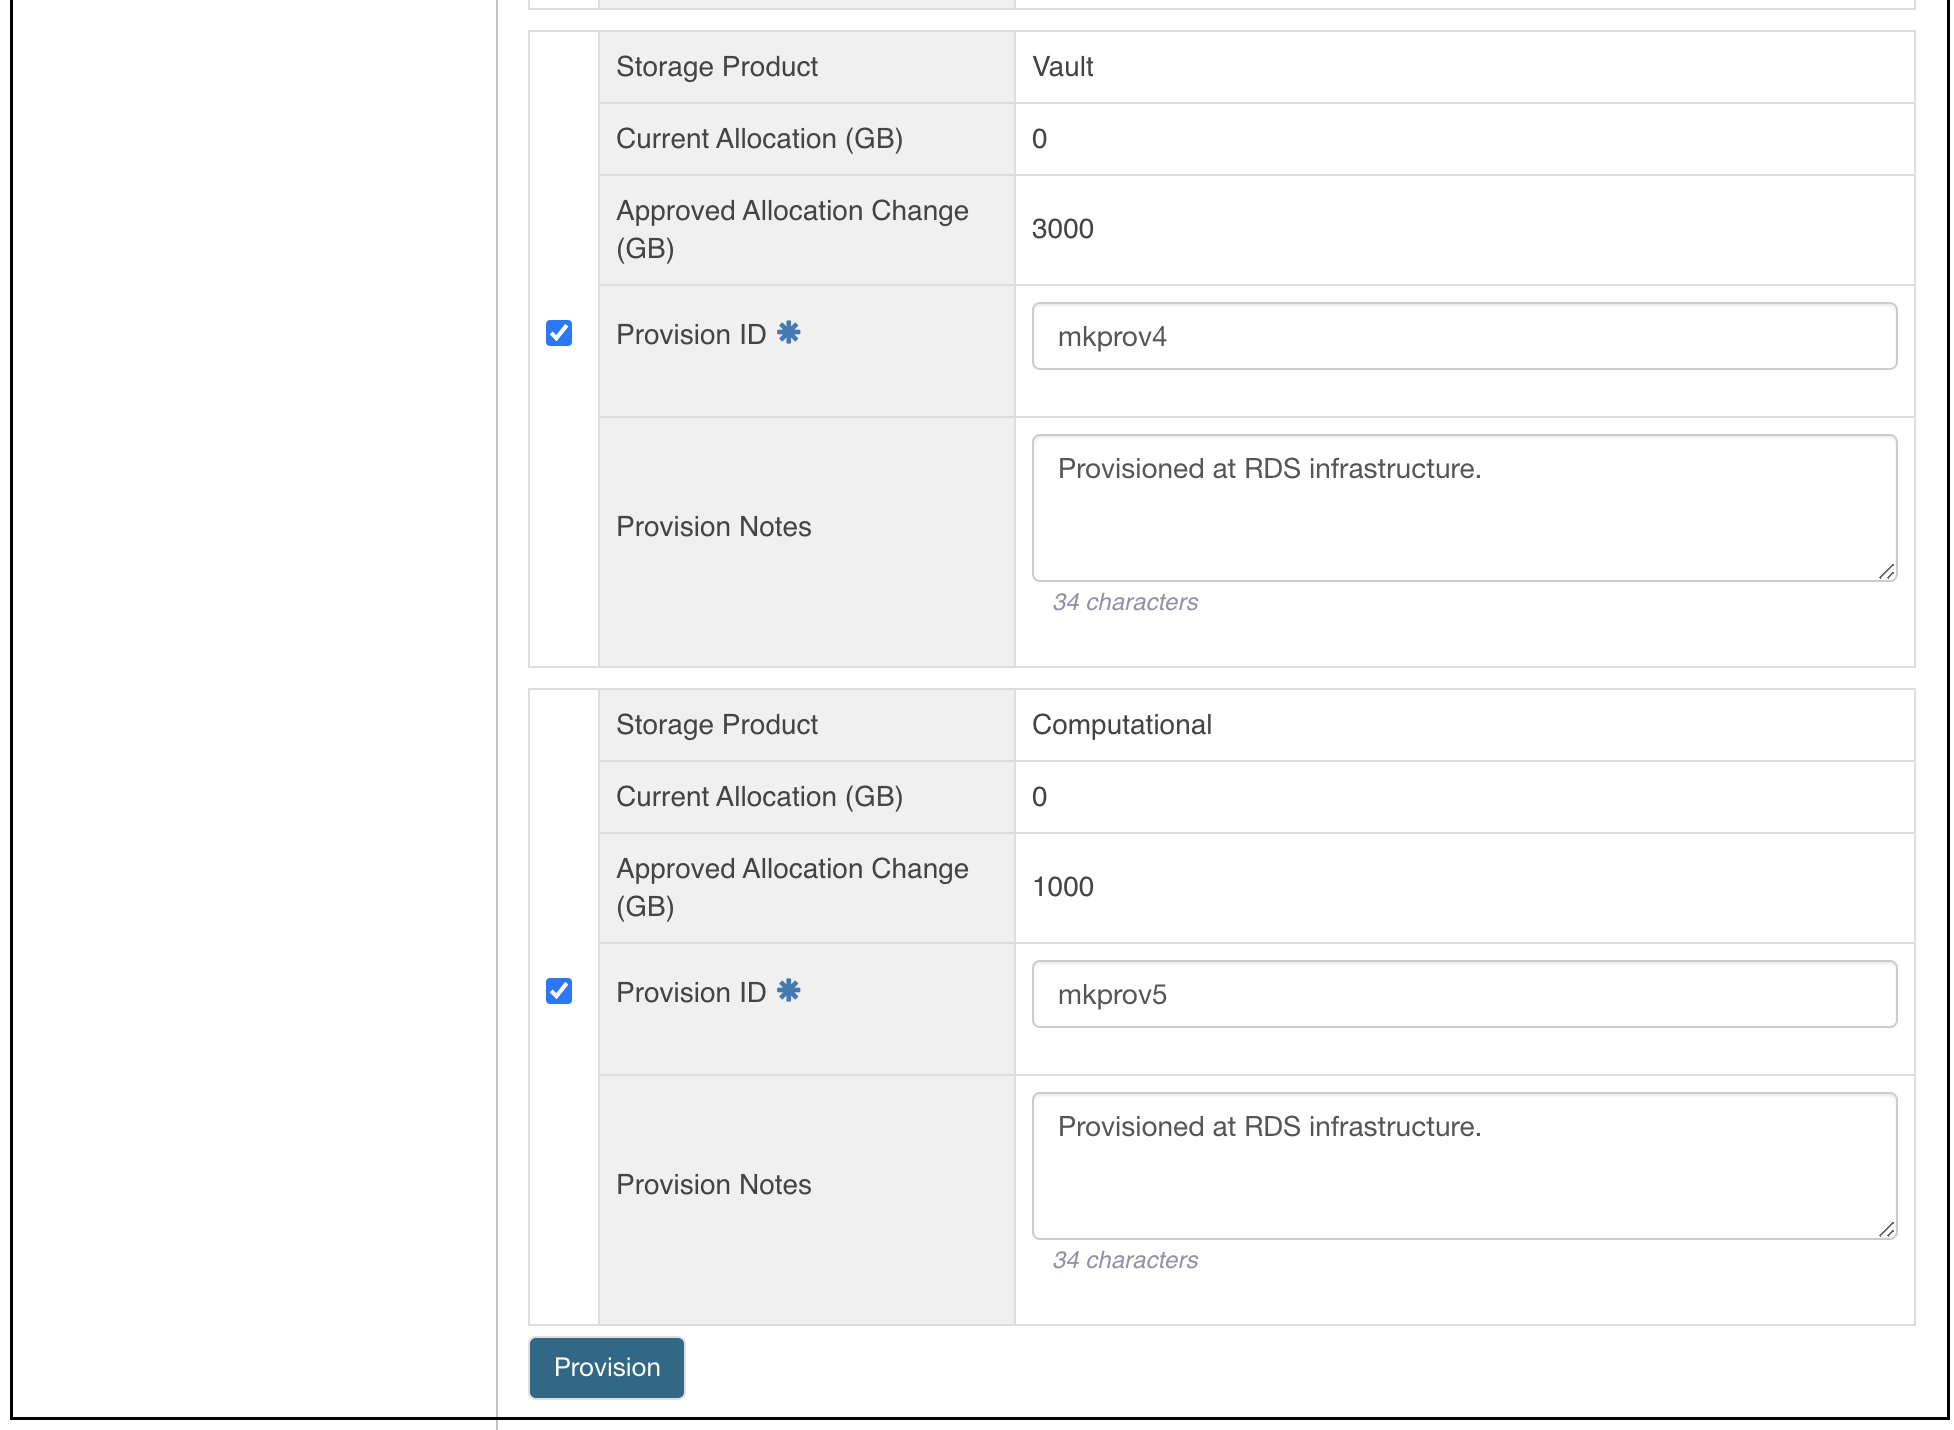 Storage Product
Vault
Current Allocation (GB)
0
Approved Allocation Change
(GB)
3000
Provision ID ✱
mkprov4
Provision Notes
Provisioned at RDS infrastructure.
34 characters
Storage Product
Computational
Current Allocation (GB)
0
Approved Allocation Change
(GB)
1000
Provision ID ✱
mkprov5
Provision Notes
Provisioned at RDS infrastructure.
34 characters
Provision